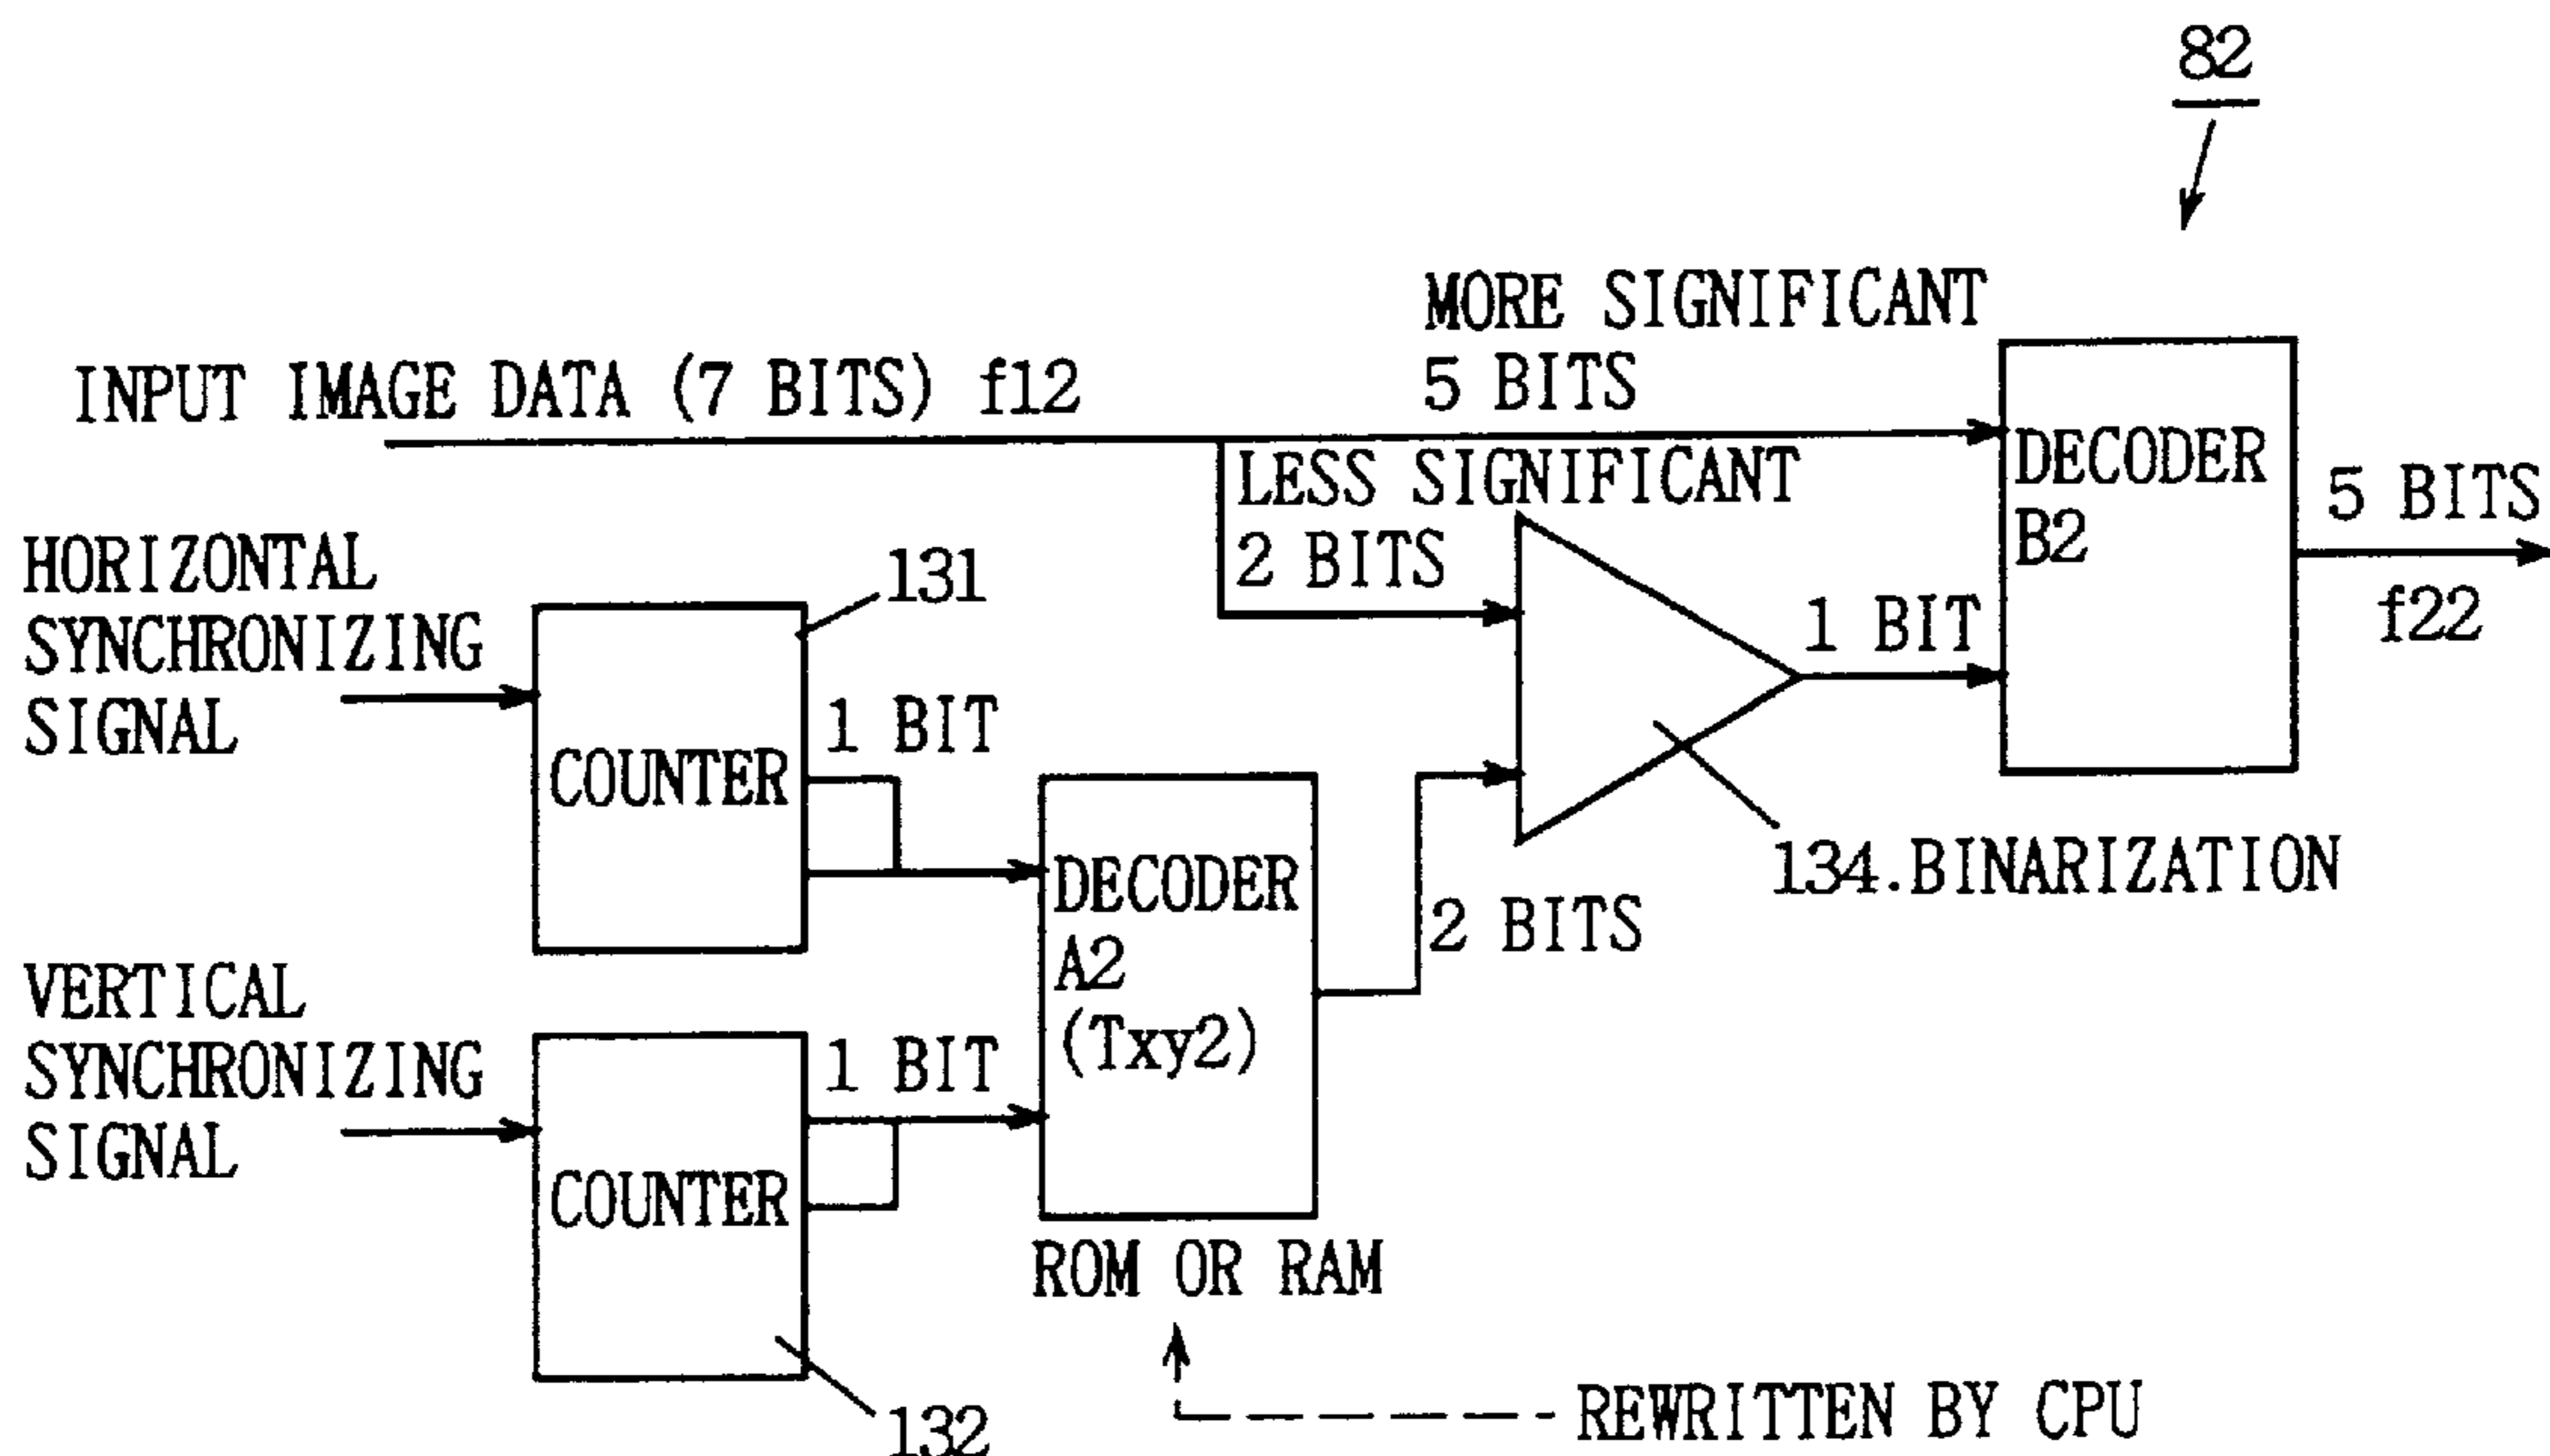 82
MORE SIGNIFICANT
5 BITS
INPUT IMAGE DATA (7 BITS) f12
LESS SIGNIFICANT
2 BITS
DECODER
B2
5 BITS
f22
HORIZONTAL
SYNCHRONIZING
SIGNAL
131
COUNTER
1 BIT
1 BIT
134.BINARIZATION
DECODER
A2
(Txy2)
2 BITS
VERTICAL
SYNCHRONIZING
SIGNAL
1 BIT
COUNTER
132
ROM OR RAM
REWRITTEN BY CPU